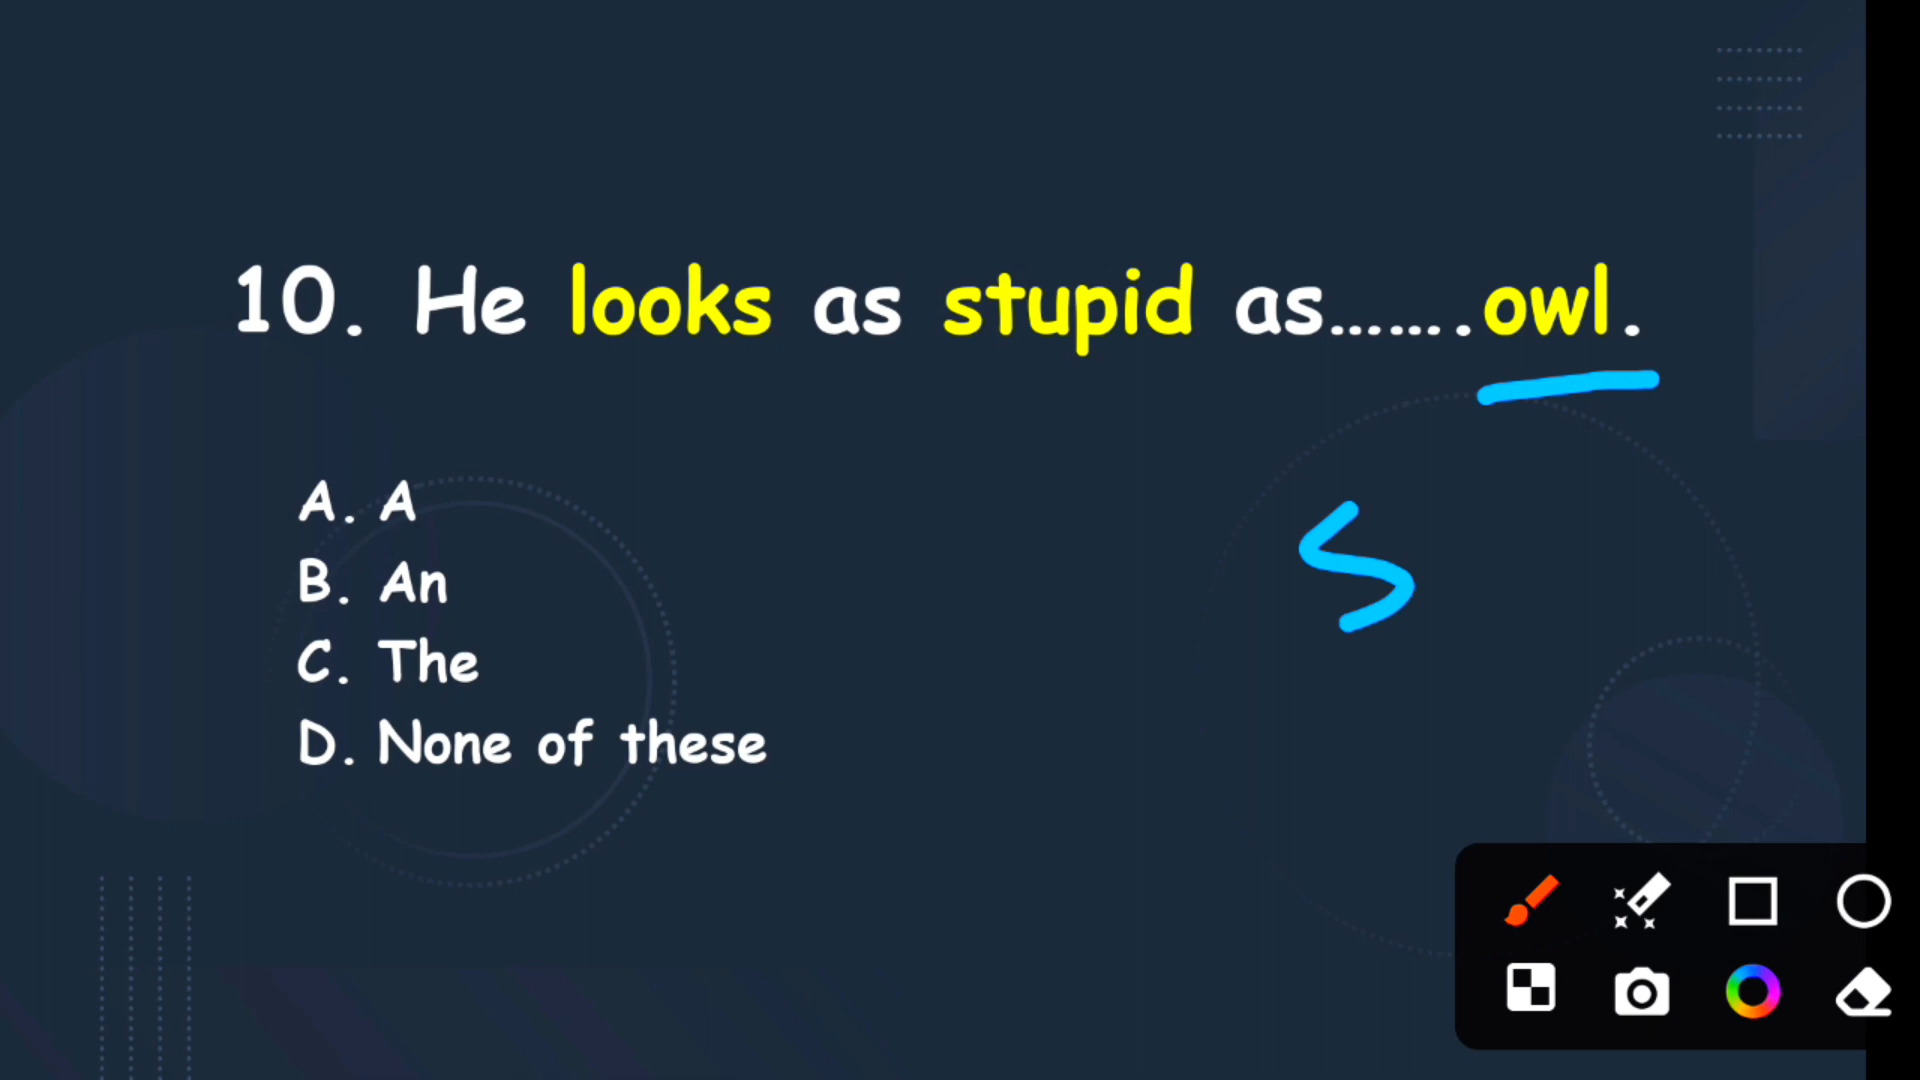 10. He looks as stupid as…….owl.
A. A
B. An
C. The
D. None of these
S